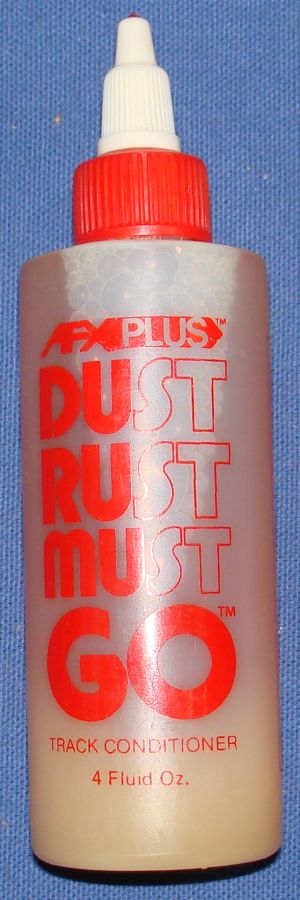 AFX PLUS™
DUST
RUST
MUST
GO™
TRACK CONDITIONER
4 Fluid Oz.